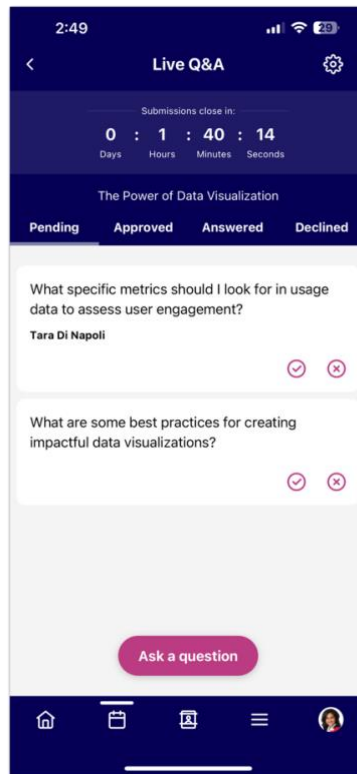 2:49
29
Live Q&A
Submissions close in:
0 : 1 : 40 : 14
Days Hours Minutes Seconds
The Power of Data Visualization
Pending Approved Answered Declined
What specific metrics should I look for in usage
data to assess user engagement?
Tara Di Napoli
What are some best practices for creating
impactful data visualizations?
Ask a question